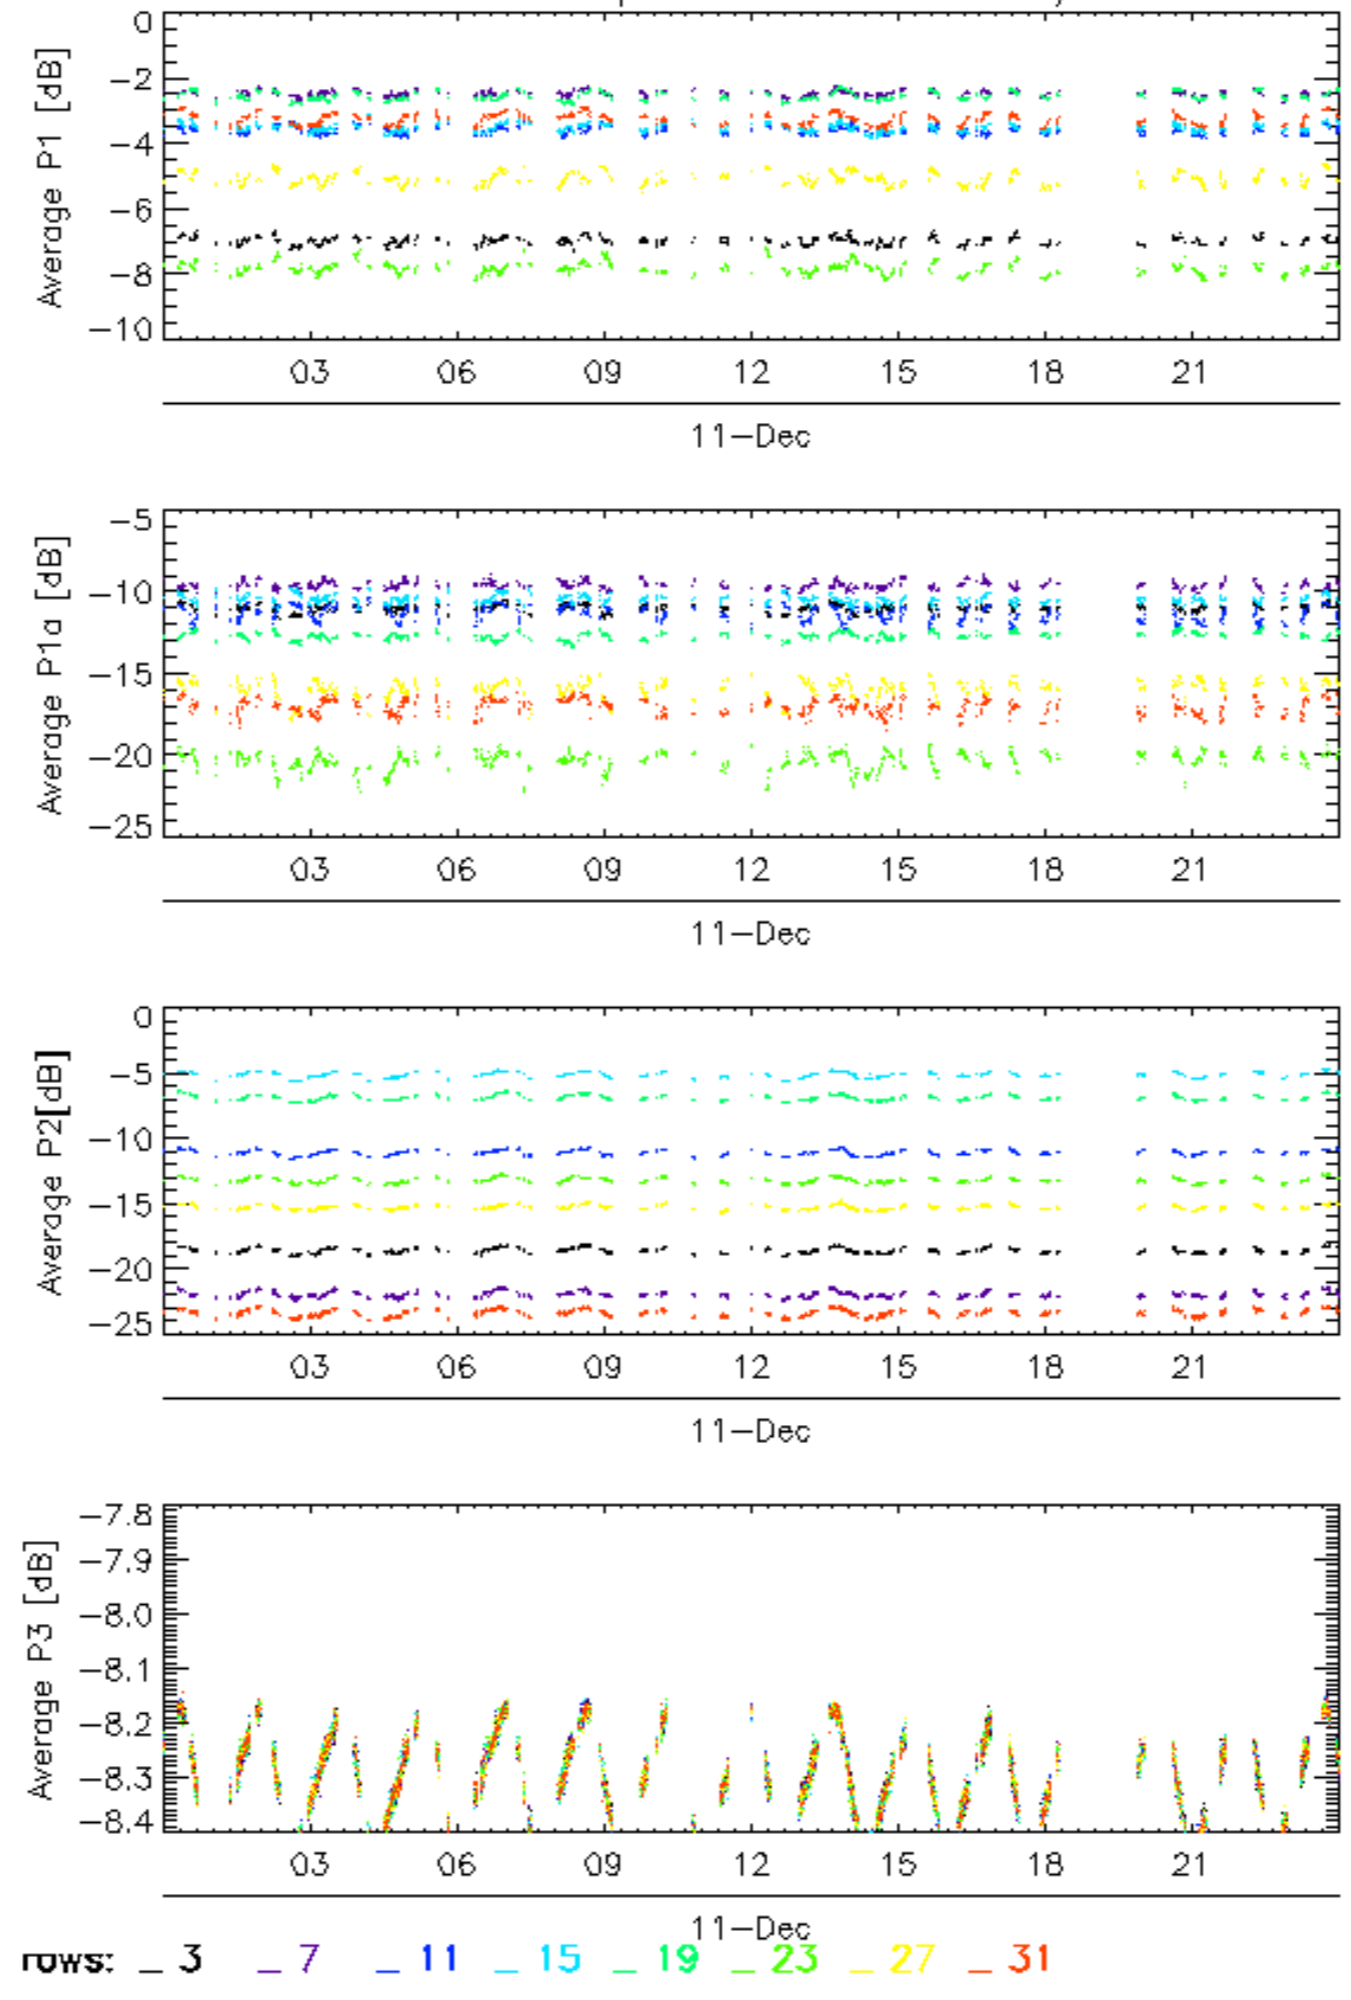 0
−2
−4
−6
−8
−10
Average P1 [dB]
03 06 09 12 15 18 21
11−Dec
−5
−10
−15
−20
−25
Average P1a [dB]
03 06 09 12 15 18 21
11−Dec
0
−5
−10
−15
−20
−25
Average P2[dB]
03 06 09 12 15 18 21
11−Dec
−7.8
−7.9
−8.0
−8.1
−8.2
−8.3
−8.4
Average P3 [dB]
03 06 09 12 15 18 21
11−Dec
rows: _ 3 _ 7 _ 11 _ 15 _ 19 _ 23 _ 27 _ 31